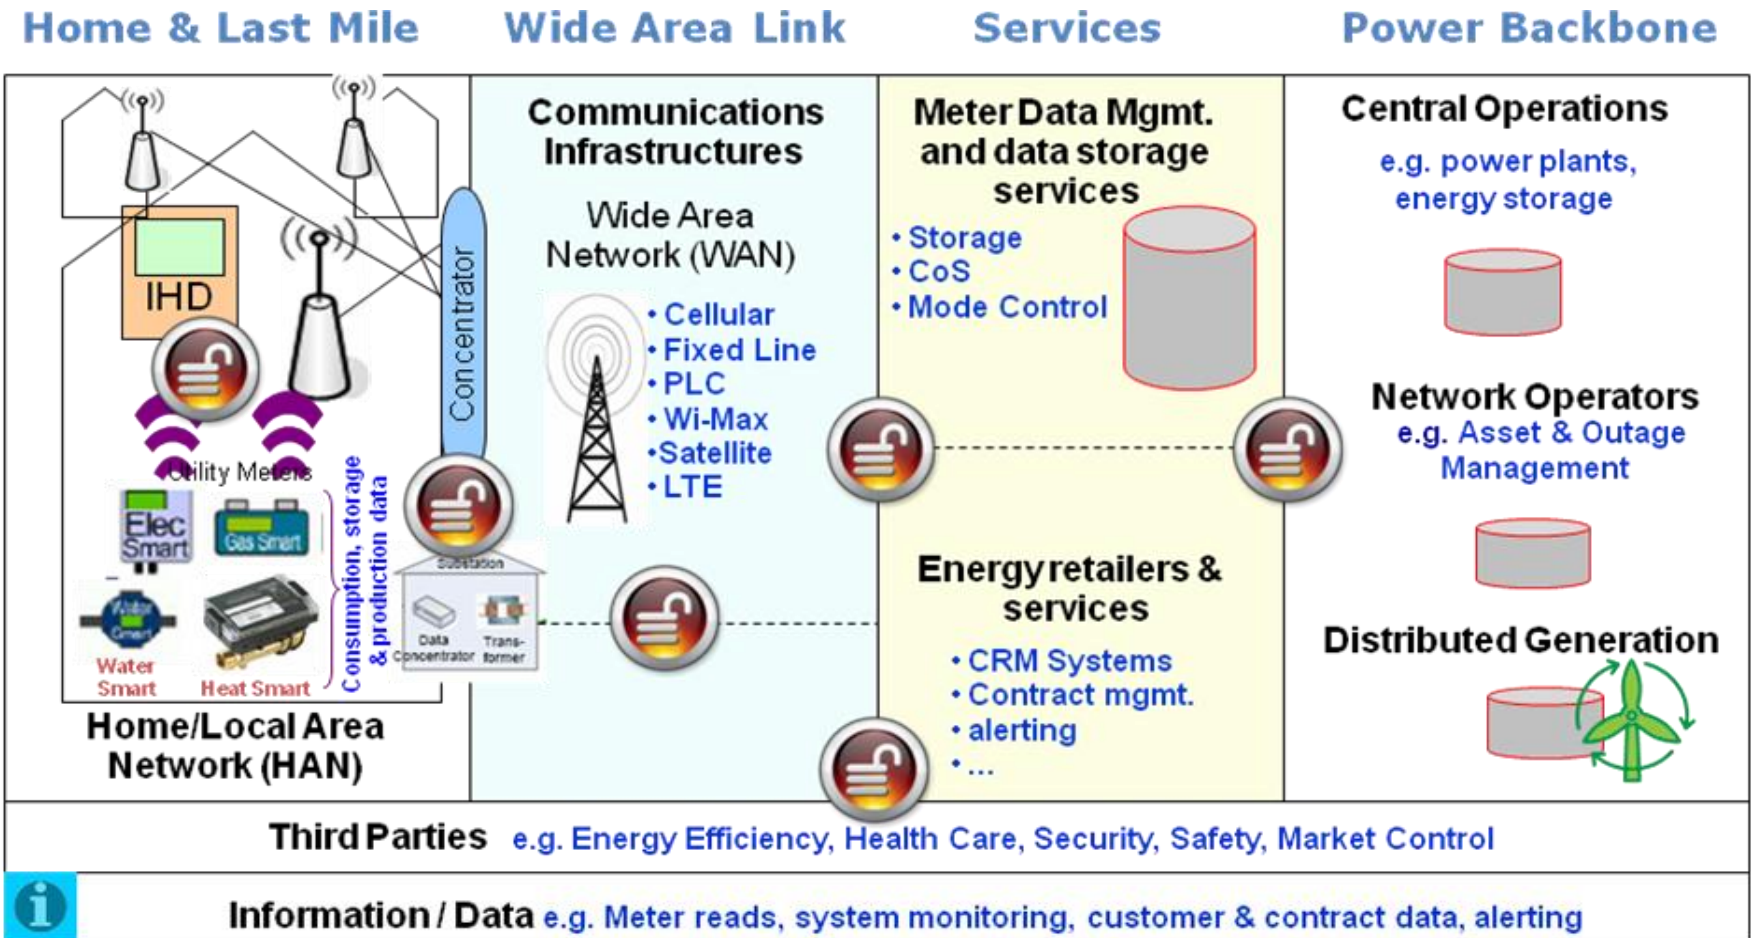 Home & Last Mile
Wide Area Link
Services
Power Backbone
IHD
Concentrator
Utility Meters
Elec
Smart
Gas Smart
Water
Smart
Water
Smart
Heat Smart
Consumption, storage
& production data
Substation
Data
Concentrator
Trans-
former
Home/Local Area
Network (HAN)
Communications
Infrastructures
Wide Area
Network (WAN)
• Cellular
• Fixed Line
• PLC
• Wi-Max
•Satellite
• LTE
Meter Data Mgmt.
and data storage
services
• Storage
• CoS
• Mode Control
Energy retailers &
services
• CRM Systems
• Contract mgmt.
• alerting
• ...
Central Operations
e.g. power plants,
energy storage
Network Operators
e.g. Asset & Outage
Management
Distributed Generation
Third Parties e.g. Energy Efficiency, Health Care, Security, Safety, Market Control
i
Information / Data e.g. Meter reads, system monitoring, customer & contract data, alerting